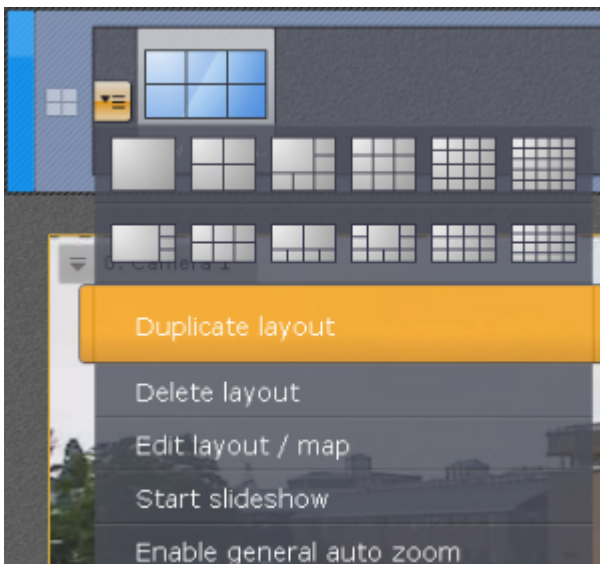 0. Camera 1
Duplicate layout
Delete layout
Edit layout / map
Start slideshow
Enable general auto zoom